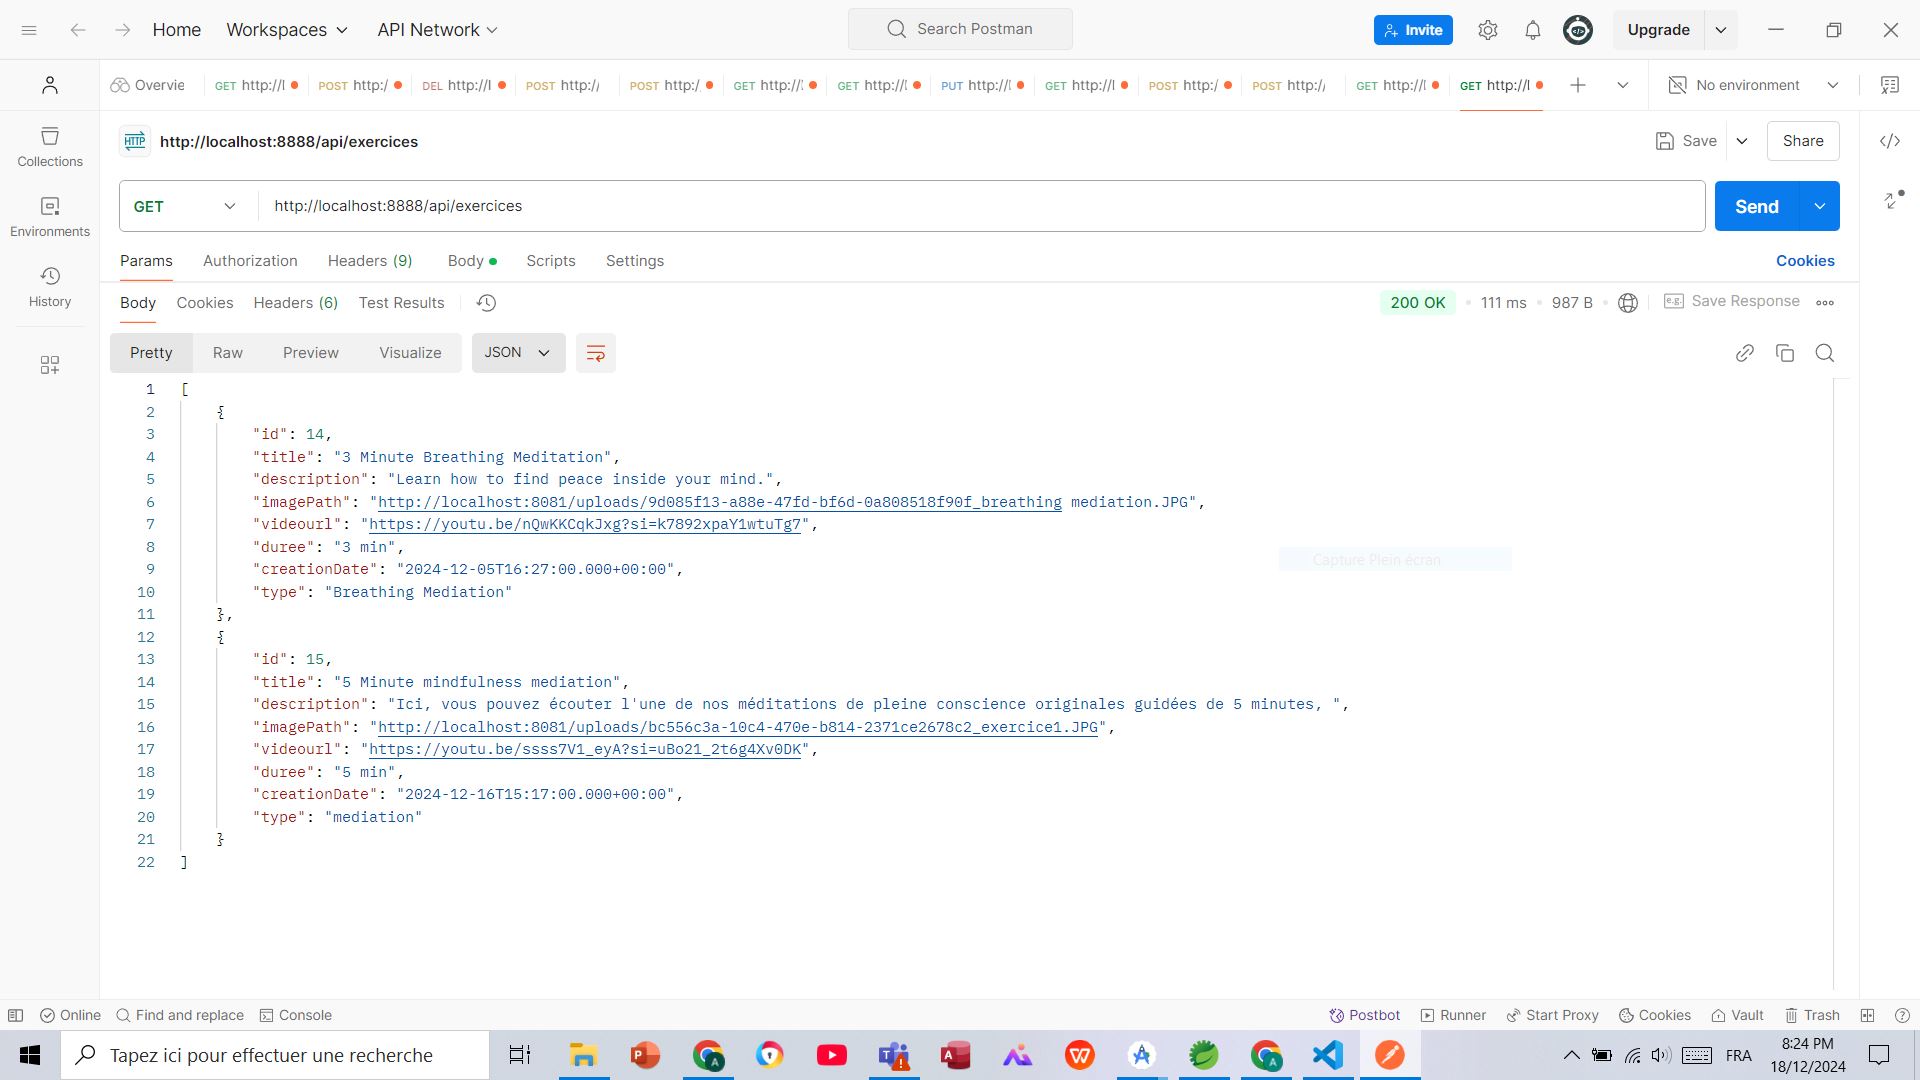 Home Workspaces API Network Search Postman Invite Upgrade
Overvie GET http://l POST http:/ DEL http://l POST http:/ POST http:/ GET http:// GET http://l PUT http:// GET http://l POST http:/ POST http:/ GET http://l GET http://l No environment
HTTP http://localhost:8888/api/exercices Save Share
Collections
GET http://localhost:8888/api/exercices Send
Environments
Params Authorization Headers (9) Body Scripts Settings Cookies
History
Body Cookies Headers (6) Test Results 200 OK 111 ms 987 B e.g. Save Response
Pretty Raw Preview Visualize JSON
1 [
2 {
3 "id": 14,
4 "title": "3 Minute Breathing Meditation",
5 "description": "Learn how to find peace inside your mind.",
6 "imagePath": "http://localhost:8081/uploads/9d085f13-a88e-47fd-bf6d-0a808518f90f_breathing mediation.JPG",
7 "videourl": "https://youtu.be/nQwKKCqkJxg?si=k7892xpaY1wtuTg7",
8 "duree": "3 min",
Capture Plein écran
9 "creationDate": "2024-12-05T16:27:00.000+00:00",
10 "type": "Breathing Mediation"
11 },
12 {
13 "id": 15,
14 "title": "5 Minute mindfulness mediation",
15 "description": "Ici, vous pouvez écouter l'une de nos méditations de pleine conscience originales guidées de 5 minutes, ",
16 "imagePath": "http://localhost:8081/uploads/bc556c3a-10c4-470e-b814-2371ce2678c2_exercice1.JPG",
17 "videourl": "https://youtu.be/ssss7V1_eyA?si=uBo21_2t6g4Xv0DK",
18 "duree": "5 min",
19 "creationDate": "2024-12-16T15:17:00.000+00:00",
20 "type": "mediation"
21 }
22 ]
Online Find and replace Console Postbot Runner Start Proxy Cookies Vault Trash
Tapez ici pour effectuer une recherche FRA 8:24 PM
18/12/2024